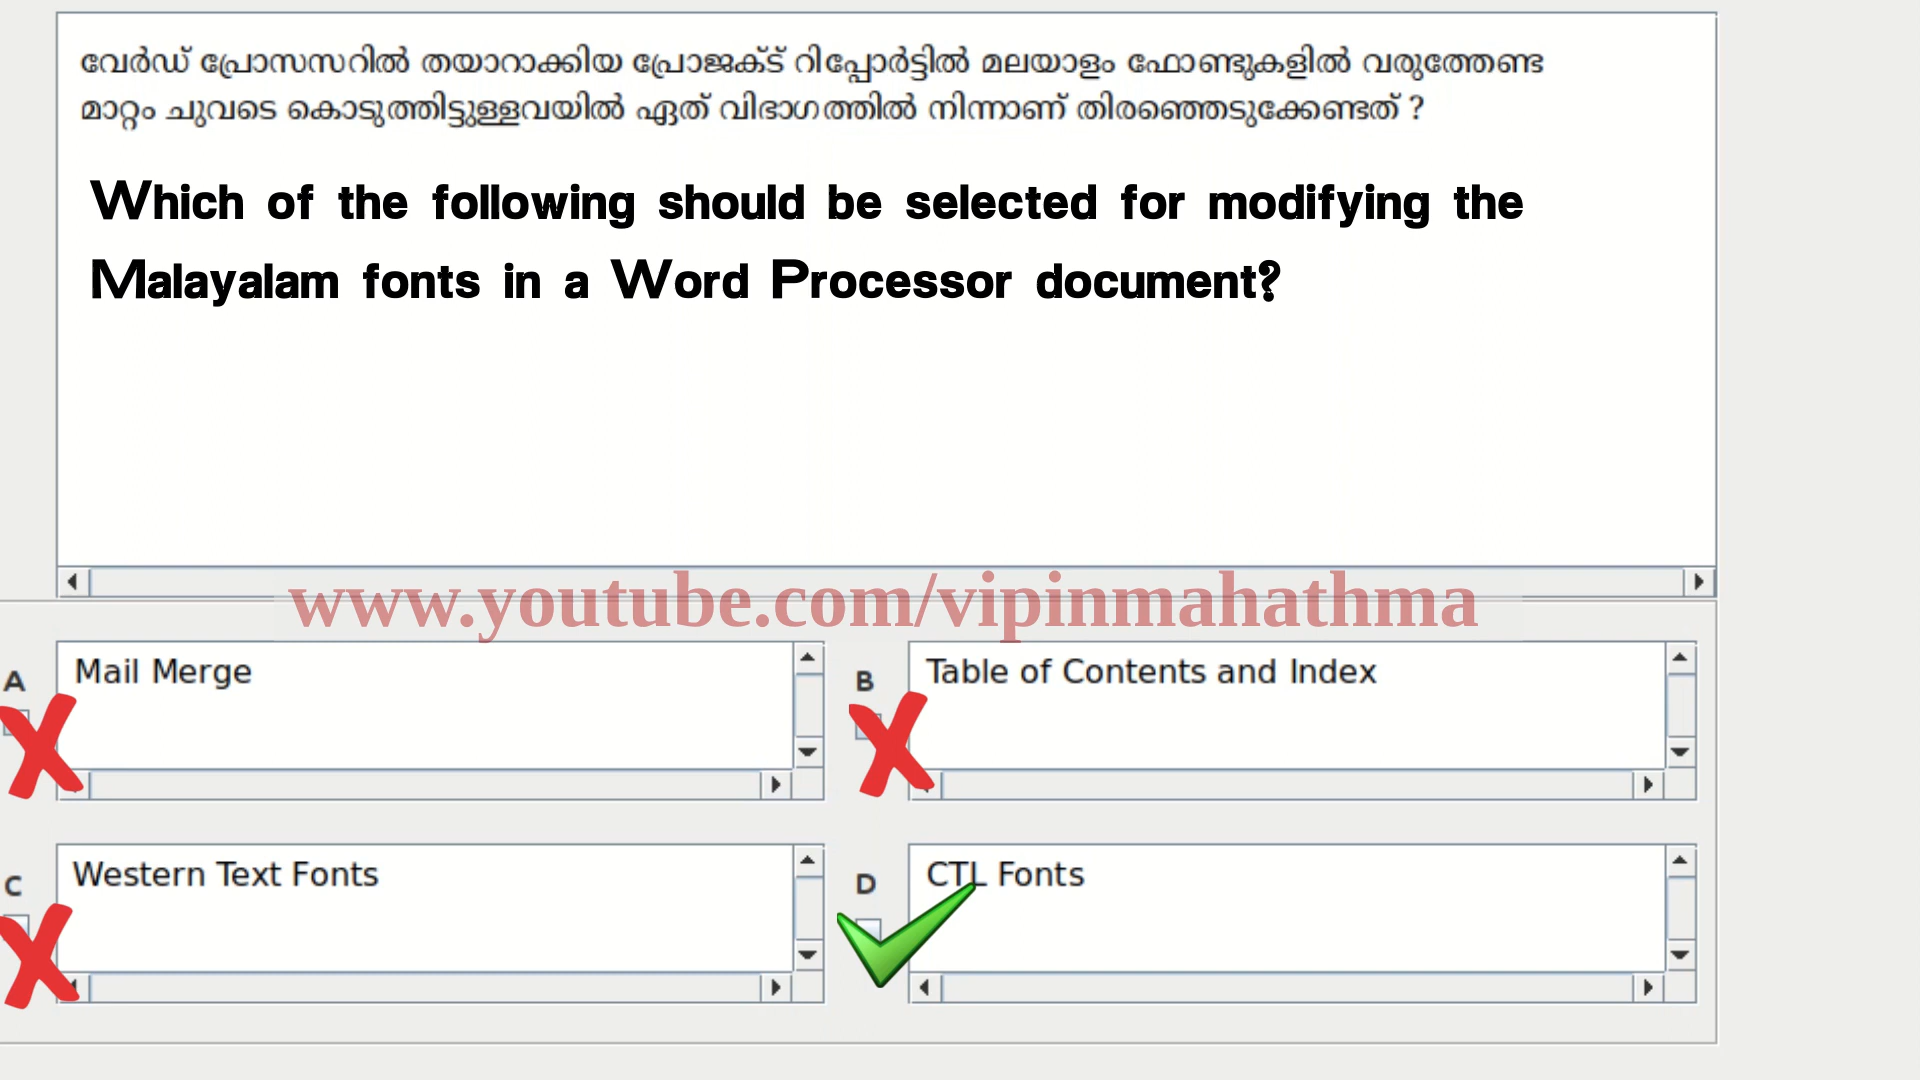 വേർഡ് പ്രോസസറിൽ തയാറാക്കിയ പ്രോജക്ട് റിപ്പോർട്ടിൽ മലയാളം ഫോണ്ടുകളിൽ വരുത്തേണ്ട
മാറ്റം ചുവടെ കൊടുത്തിട്ടുള്ളവയിൽ ഏത് വിഭാഗത്തിൽ നിന്നാണ് തിരഞ്ഞെടുക്കേണ്ടത് ?
Which of the following should be selected for modifying the
Malayalam fonts in a Word Processor document?
www.youtube.com/vipinmahathma
A Mail Merge
B Table of Contents and Index
C Western Text Fonts
D CTL Fonts